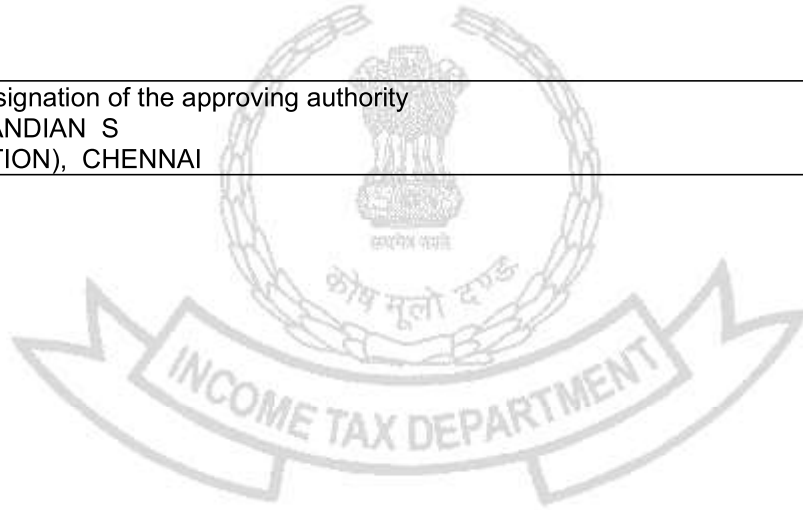 signation of the approving authority
ANDIAN S
TION), CHENNAI
सत्यमेव जयते
कोष मूलो दण्डः
INCOME TAX DEPARTMENT